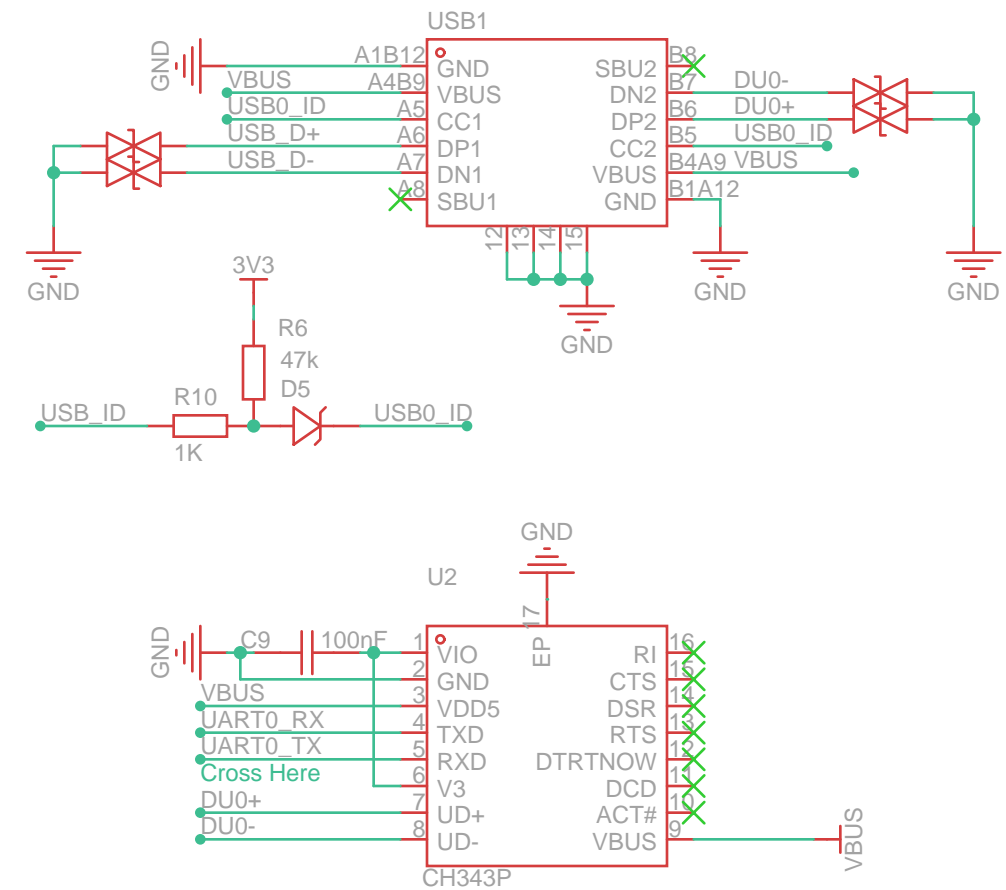 USB1
GND
A1B12
GND
SBU2
B8
VBUS
A4B9
VBUS
DN2
B7
DU0-
USB0_ID
A5
CC1
DP2
B6
DU0+
USB_D+
A6
DP1
CC2
B5
USB0_ID
USB_D-
A7
DN1
VBUS
B4A9
VBUS
A8
SBU1
GND
B1A12
12
13
14
15
GND
GND
GND
GND
3V3
R6
47k
D5
R10
USB_ID
USB0_ID
1K
GND
U2
17
EP
GND
C9
100nF
1
VIO
RI
16
2
GND
CTS
15
VBUS
3
VDD5
DSR
14
UART0_RX
4
TXD
RTS
13
UART0_TX
5
RXD
DTRTNOW
12
Cross Here
6
V3
DCD
11
DU0+
7
UD+
ACT#
10
DU0-
8
UD-
VBUS
9
VBUS
CH343P